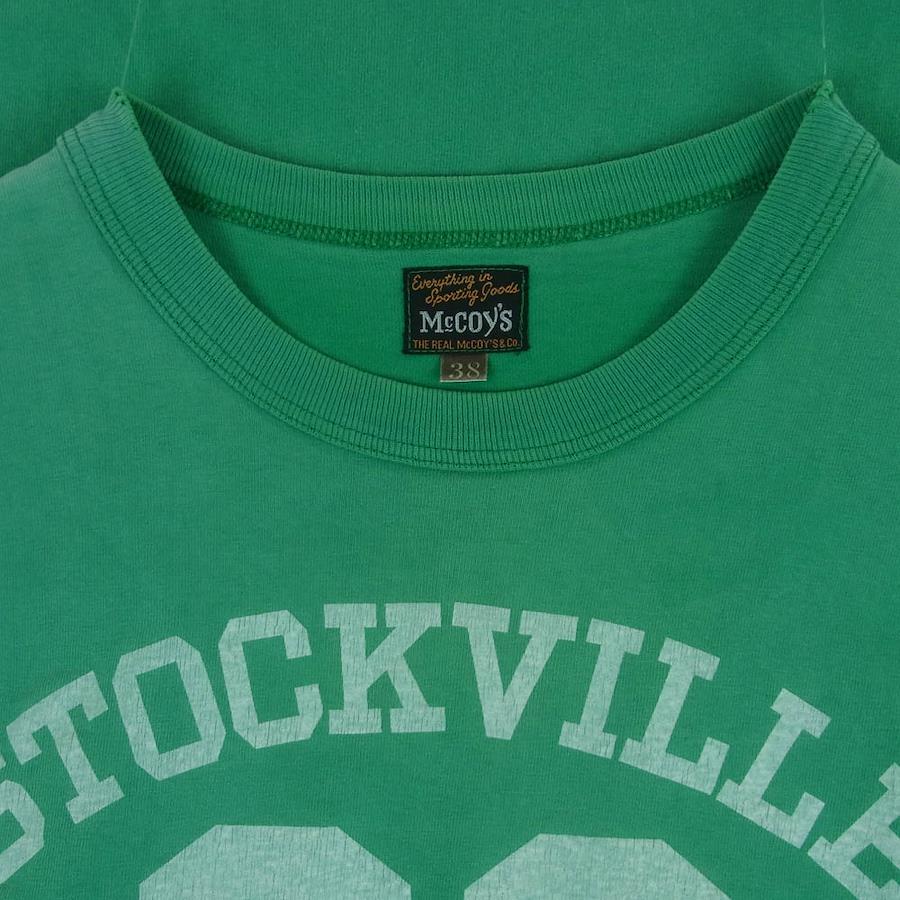 Everything in
Sporting Goods
McCOY'S
THE REAL McCOY'S & Co.
38
STOCKVILLE